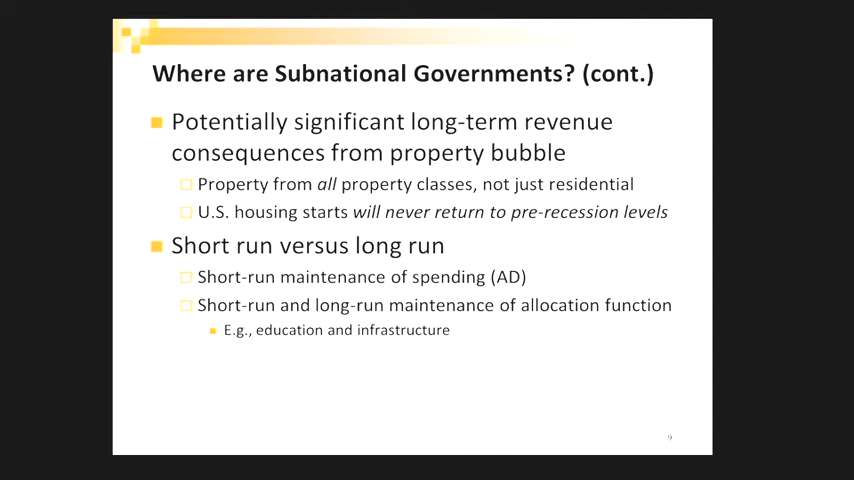 Where are Subnational Governments? (cont.)
Potentially significant long-term revenue
consequences from property bubble
Property from all property classes, not just residential
U.S. housing starts will never return to pre-recession levels
Short run versus long run
Short-run maintenance of spending (AD)
Short-run and long-run maintenance of allocation function
E.g., education and infrastructure
9